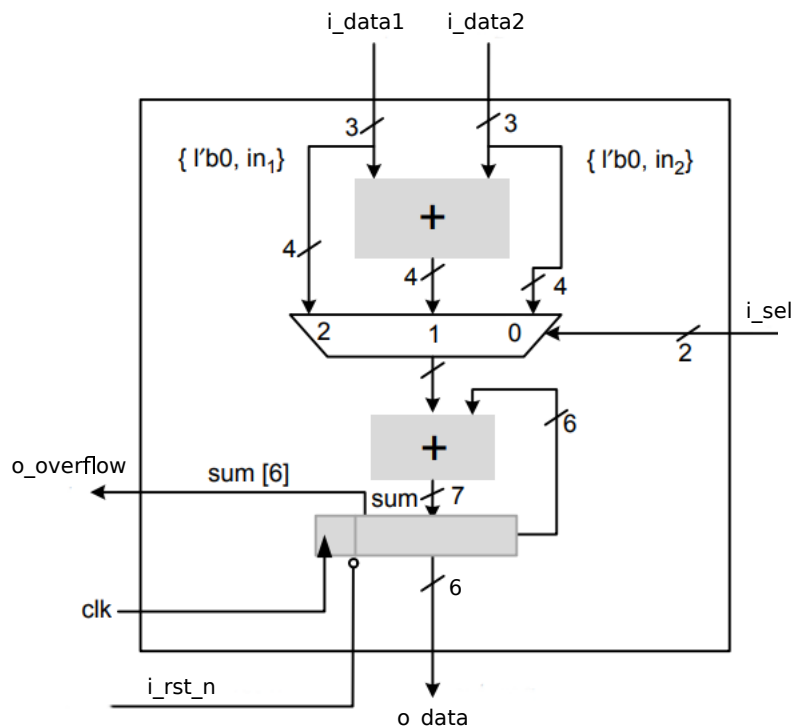 i_data1
i_data2
3
3
{ l'b0, in₁}
{ l'b0, in₂}
+
4
4
4
i_sel
2
1
0
2
+
6
o_overflow
sum [6]
sum
7
6
clk
i_rst_n
o_data